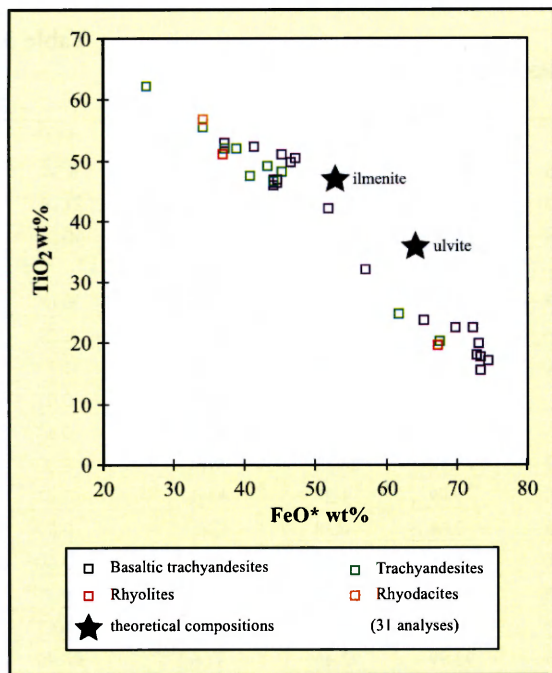 TiO2 wt%
70
60
50
40
30
20
10
0
ilmenite
ulvite
20 30 40 50 60 70 80
FeO* wt%
Basaltic trachyandesites Trachyandesites
Rhyolites Rhyodacites
theoretical compositions (31 analyses)